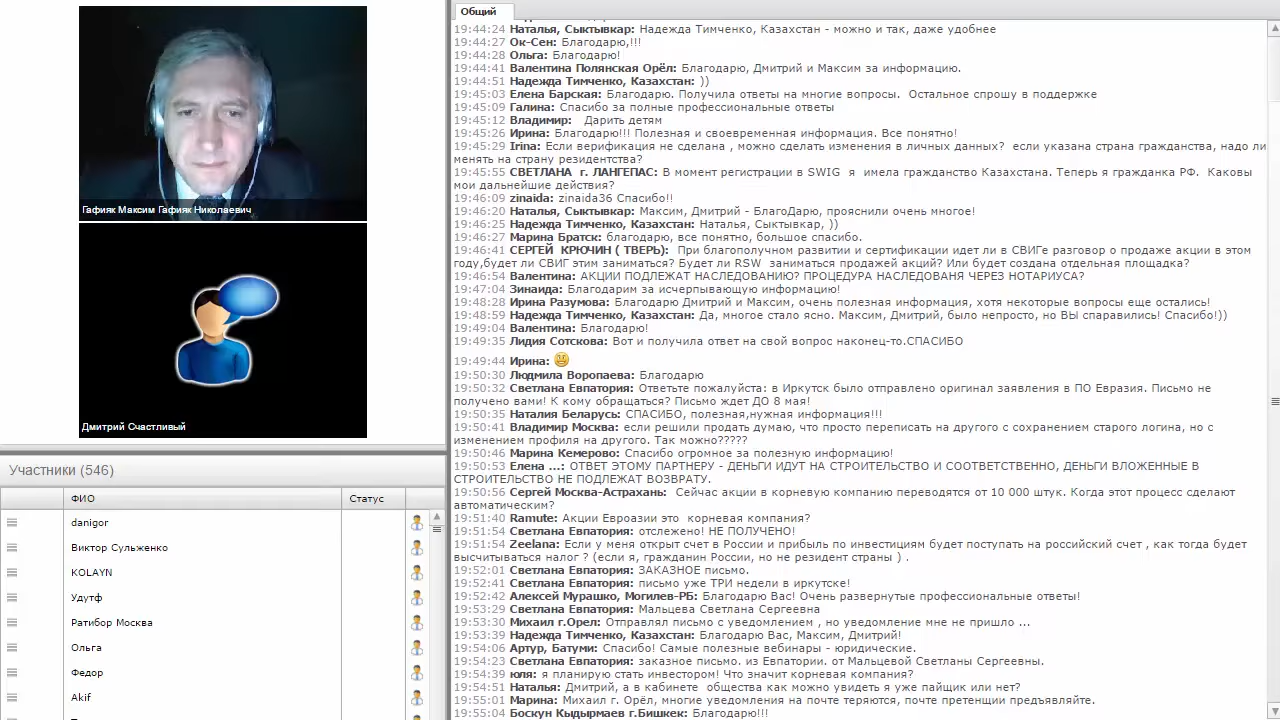 Гафияк Максим Гафияк Николаевич
Дмитрий Счастливый
Участники (546)
ФИО
Статус
danigor
Виктор Сульженко
KOLAYN
Удутф
Ратибор Москва
Ольга
Федор
Akif
Общий
19:44:24 Наталья, Сыктывкар: Надежда Тимченко, Казахстан - можно и так, даже удобнее
19:44:27 Ок-Сен: Благодарю,!!!
19:44:28 Ольга: Благодарю!
19:44:41 Валентина Полянская Орёл: Благодарю, Дмитрий и Максим за информацию.
19:44:51 Надежда Тимченко, Казахстан: ))
19:45:03 Елена Барская: Благодарю. Получила ответы на многие вопросы. Остальное спрошу в поддержке
19:45:09 Галина: Спасибо за полные профессиональные ответы
19:45:12 Владимир: Дарить детям
19:45:26 Ирина: Благодарю!!! Полезная и своевременная информация. Все понятно!
19:45:29 Irina: Если верификация не сделана , можно сделать изменения в личных данных? если указана страна гражданства, надо ли
менять на страну резидентства?
19:45:55 СВЕТЛАНА г. ЛАНГЕПАС: В момент регистрации в SWIG я имела гражданство Казахстана. Теперь я гражданка РФ. Каковы
мои дальнейшие действия?
19:46:09 zinaida: zinaida36 Спасибо!!
19:46:20 Наталья, Сыктывкар: Максим, Дмитрий - БлагоДарю, прояснили очень многое!
19:46:25 Надежда Тимченко, Казахстан: Наталья, Сыктывкар, ))
19:46:27 Марина Братск: благодарю, все понятно, большое спасибо.
19:46:41 СЕРГЕЙ КРЮЧИН ( ТВЕРЬ): При благополучном развитии и сертификации идет ли в СВИГе разговор о продаже акции в этом
году,будет ли СВИГ этим заниматься? Будет ли RSW заниматься продажей акций? Или будет создана отдельная площадка?
19:46:54 Валентина: АКЦИИ ПОДЛЕЖАТ НАСЛЕДОВАНИЮ? ПРОЦЕДУРА НАСЛЕДОВАНЯ ЧЕРЕЗ НОТАРИУСА?
19:47:04 Зинаида: Благодарим за исчерпывающую информацию!
19:48:28 Ирина Разумова: Благодарю Дмитрий и Максим, очень полезная информация, хотя некоторые вопросы еще остались!
19:48:59 Надежда Тимченко, Казахстан: Да, многое стало ясно. Максим, Дмитрий, было непросто, но ВЫ спаравились! Спасибо!))
19:49:04 Валентина: Благодарю!
19:49:35 Лидия Сотскова: Вот и получила ответ на свой вопрос наконец-то.СПАСИБО
19:49:44 Ирина:
19:50:30 Людмила Воропаева: Благодарю
19:50:32 Светлана Евпатория: Ответьте пожалуйста: в Иркутск было отправлено оригинал заявления в ПО Евразия. Письмо не
получено вами! К кому обращаться? Письмо ждет ДО 8 мая!
19:50:35 Наталия Беларусь: СПАСИБО, полезная,нужная информация!!!
19:50:41 Владимир Москва: если решили продать думаю, что просто переписать на другого с сохранением старого логина, но с
изменением профиля на другого. Так можно?????
19:50:46 Марина Кемерово: Спасибо огромное за полезную информацию!
19:50:53 Елена ...: ОТВЕТ ЭТОМУ ПАРТНЕРУ - ДЕНЬГИ ИДУТ НА СТРОИТЕЛЬСТВО И СООТВЕТСТВЕННО, ДЕНЬГИ ВЛОЖЕННЫЕ В
СТРОИТЕЛЬСТВО НЕ ПОДЛЕЖАТ ВОЗВРАТУ.
19:50:56 Сергей Москва-Астрахань: Сейчас акции в корневую компанию переводятся от 10 000 штук. Когда этот процесс сделают
автоматическим?
19:51:40 Ramute: Акции Евроазии это корневая компания?
19:51:54 Светлана Евпатория: отслежено! НЕ ПОЛУЧЕНО!
19:51:54 Zeelana: Если у меня открыт счет в России и прибыль по инвестициям будет поступать на российский счет , как тогда будет
высчитываться налог ? (если я, гражданин России, но не резидент страны ) .
19:52:01 Светлана Евпатория: ЗАКАЗНОЕ письмо.
19:52:41 Светлана Евпатория: письмо уже ТРИ недели в иркутске!
19:52:42 Алексей Мурашко, Могилев-РБ: Благодарю Вас! Очень развернутые профессиональные ответы!
19:53:29 Светлана Евпатория: Мальцева Светлана Сергеевна
19:53:30 Михаил г.Орел: Отправлял письмо с уведомлением , но уведомление мне не пришло ...
19:53:39 Надежда Тимченко, Казахстан: Благодарю Вас, Максим, Дмитрий!
19:54:06 Артур, Батуми: Спасибо! Самые полезные вебинары - юридические.
19:54:23 Светлана Евпатория: заказное письмо. из Евпатории. от Мальцевой Светланы Сергеевны.
19:54:39 юля: я планирую стать инвестором! Что значит корневая компания?
19:54:51 Наталья: Дмитрий, а в кабинете общества как можно увидеть я уже пайщик или нет?
19:55:01 Марина: Михаил г. Орёл, многие уведомления на почте теряются, почте претенции предъявляйте.
19:55:04 Боскун Кыдырмаев г.Бишкек: Благодарю!!!